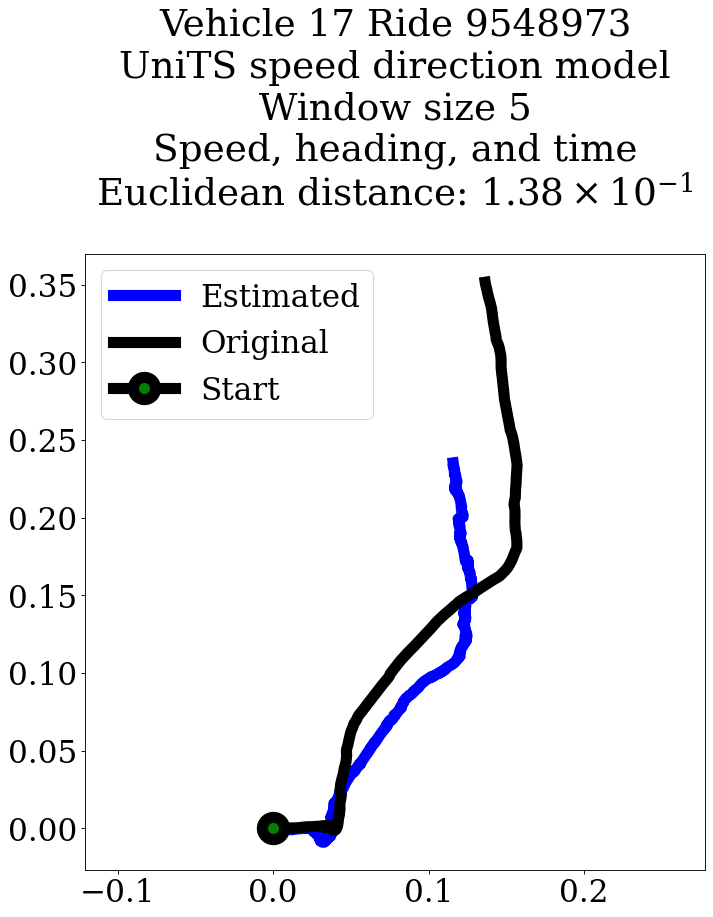 Vehicle 17 Ride 9548973
UniTS speed direction model
Window size 5
Speed, heading, and time
Euclidean distance: 1.38 × 10⁻¹
Estimated
Original
Start
0.35
0.30
0.25
0.20
0.15
0.10
0.05
0.00
−0.1 0.0 0.1 0.2